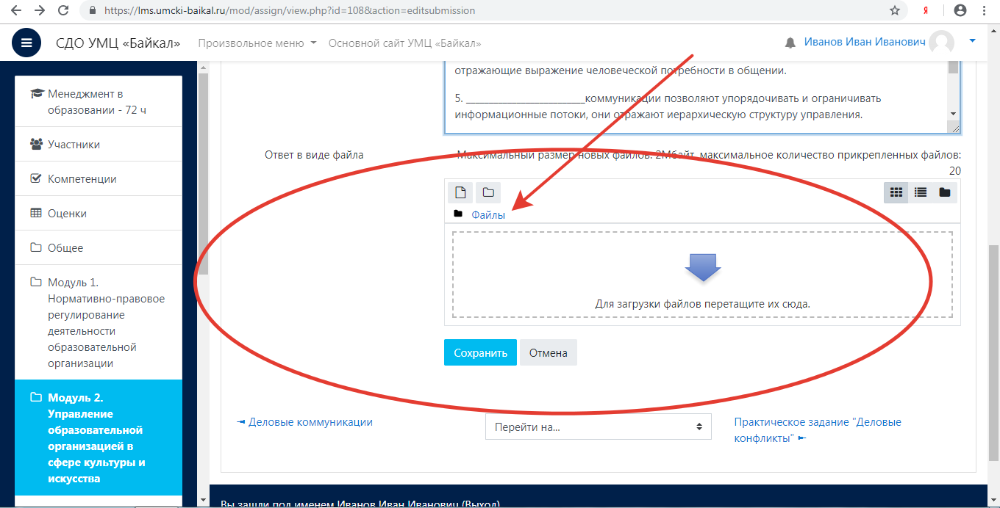 https://lms.umcki-baikal.ru/mod/assign/view.php?id=108&action=editsubmission
Я
СДО УМЦ «Байкал»
Произвольное меню
Основной сайт УМЦ «Байкал»
Иванов Иван Иванович
Менеджмент в
образовании - 72 ч
Участники
Компетенции
Оценки
Общее
Модуль 1.
Нормативно-правовое
регулирование
деятельности
образовательной
организации
Модуль 2.
Управление
образовательной
организацией в
сфере культуры и
искусства
отражающие выражение человеческой потребности в общении.
5. _______________________коммуникации позволяют упорядочивать и ограничивать
информационные потоки, они отражают иерархическую структуру управления.
Ответ в виде файла
Максимальный размер новых файлов: 2Мбайт, максимальное количество прикрепленных файлов:
20
Файлы
Для загрузки файлов перетащите их сюда.
Сохранить
Отмена
◄ Деловые коммуникации
Перейти на...
Практическое задание "Деловые
конфликты" ►
Вы зашли под именем Иванов Иван Иванович (Выход)